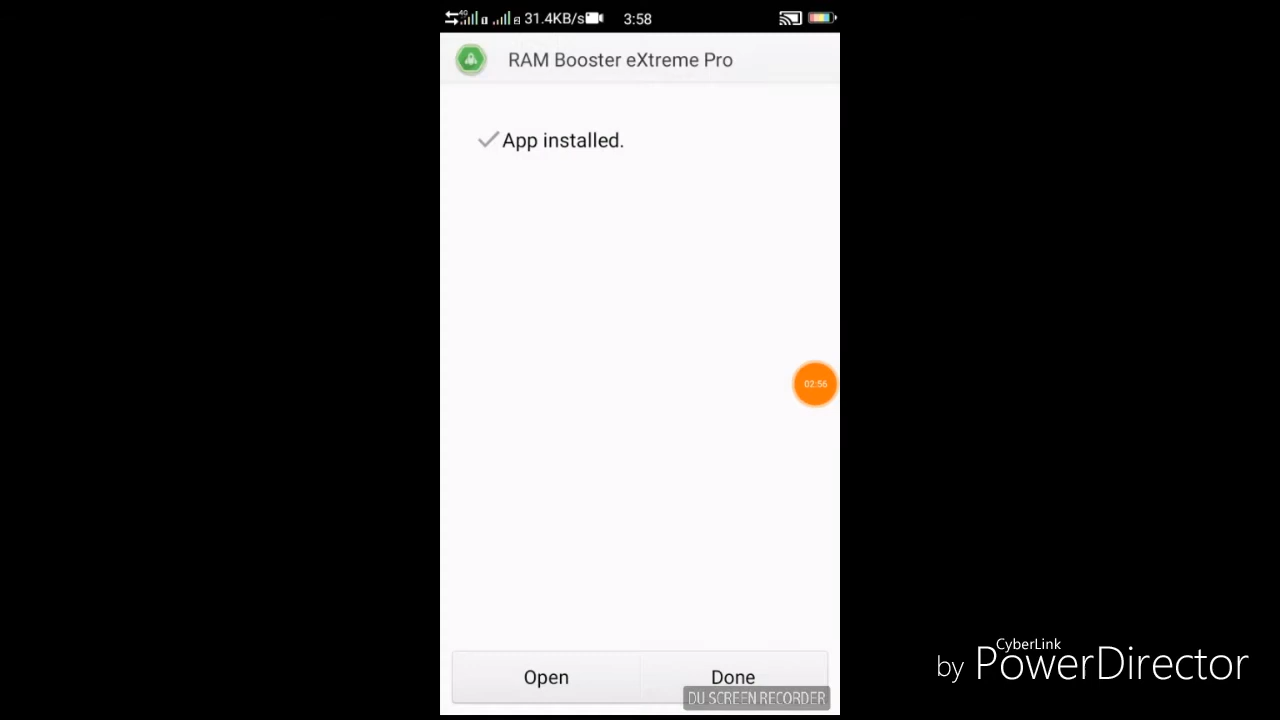 4G 31.4KB/s 3:58
RAM Booster eXtreme Pro
App installed.
02:56
Open Done
DU SCREEN RECORDER
CyberLink
by PowerDirector